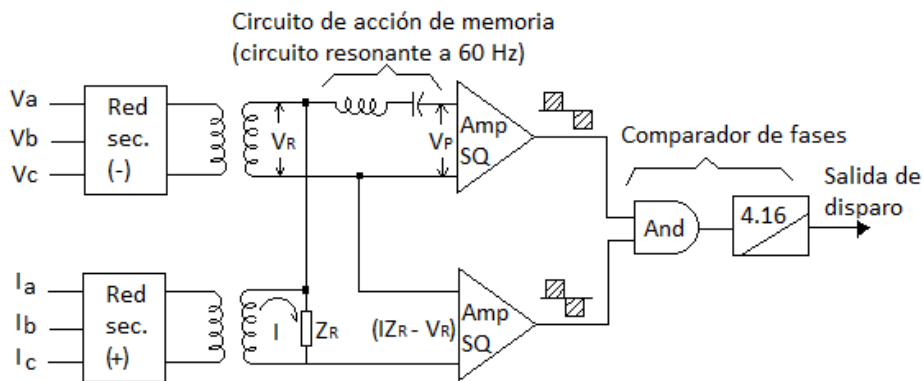 Circuito de acción de memoria
(circuito resonante a 60 Hz)
Va
Vb
Vc
Red
sec.
(-)
VR
VP
Amp
SQ
Comparador de fases
Salida de
disparo
And
4.16
Ia
Ib
Ic
Red
sec.
(+)
I
ZR
(IZR - VR)
Amp
SQ